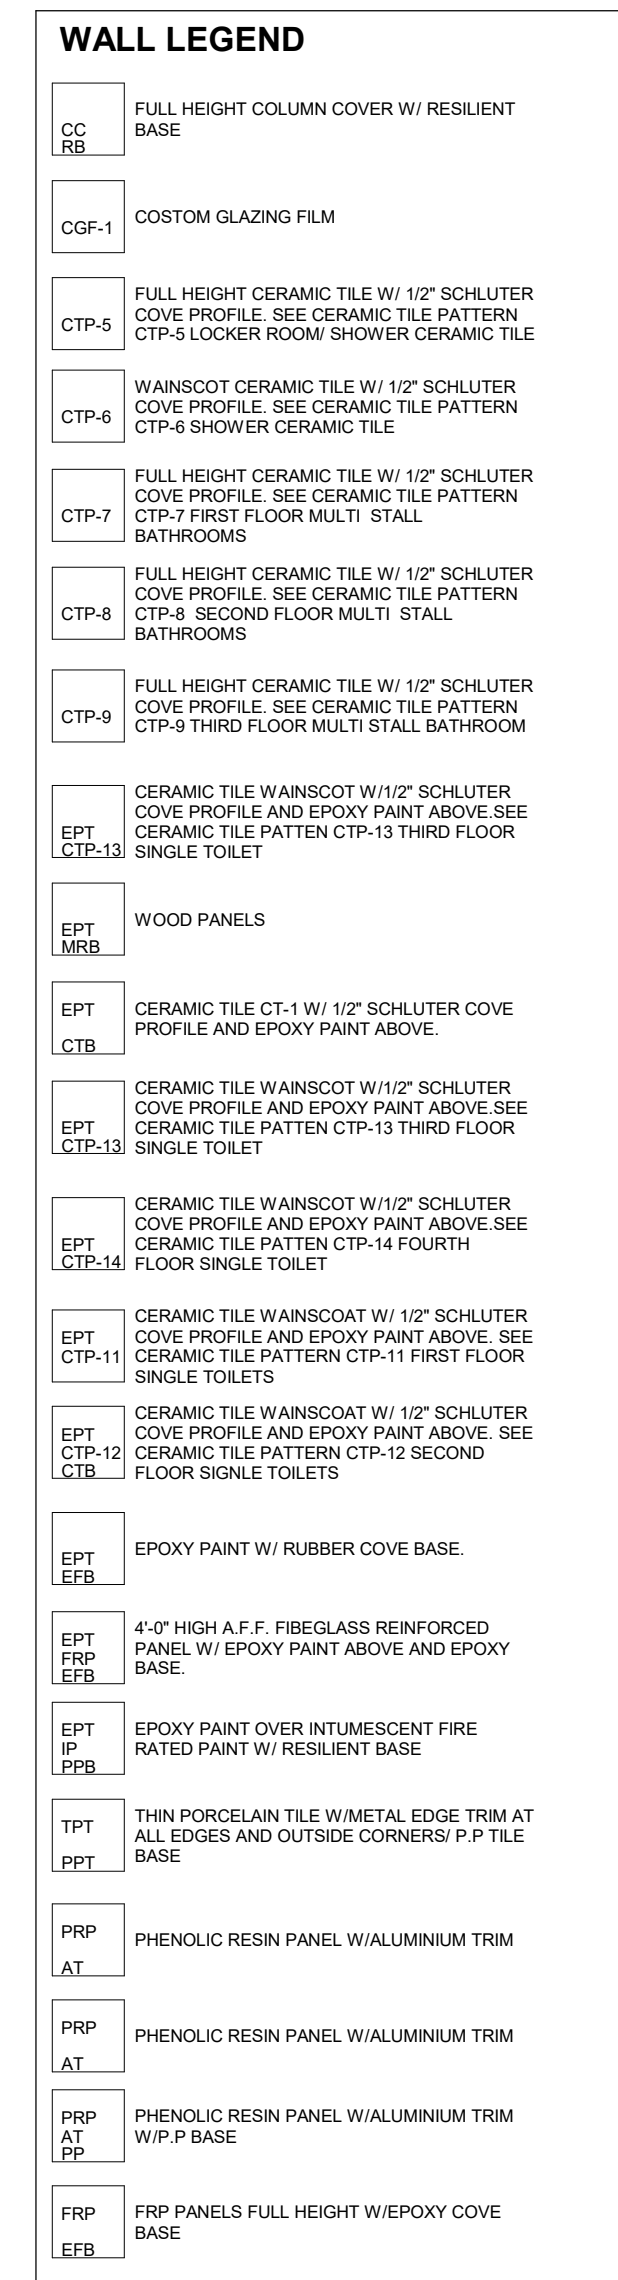 WALL LEGEND
CC
RB
FULL HEIGHT COLUMN COVER W/ RESILIENT
BASE
CGF-1
COSTOM GLAZING FILM
CTP-5
FULL HEIGHT CERAMIC TILE W/ 1/2" SCHLUTER
COVE PROFILE. SEE CERAMIC TILE PATTERN
CTP-5 LOCKER ROOM/ SHOWER CERAMIC TILE
CTP-6
WAINSCOT CERAMIC TILE W/ 1/2" SCHLUTER
COVE PROFILE. SEE CERAMIC TILE PATTERN
CTP-6 SHOWER CERAMIC TILE
CTP-7
FULL HEIGHT CERAMIC TILE W/ 1/2" SCHLUTER
COVE PROFILE. SEE CERAMIC TILE PATTERN
CTP-7 FIRST FLOOR MULTI STALL
BATHROOMS
CTP-8
FULL HEIGHT CERAMIC TILE W/ 1/2" SCHLUTER
COVE PROFILE. SEE CERAMIC TILE PATTERN
CTP-8 SECOND FLOOR MULTI STALL
BATHROOMS
CTP-9
FULL HEIGHT CERAMIC TILE W/ 1/2" SCHLUTER
COVE PROFILE. SEE CERAMIC TILE PATTERN
CTP-9 THIRD FLOOR MULTI STALL BATHROOM
EPT
CTP-13
CERAMIC TILE WAINSCOT W/1/2" SCHLUTER
COVE PROFILE AND EPOXY PAINT ABOVE.SEE
CERAMIC TILE PATTEN CTP-13 THIRD FLOOR
SINGLE TOILET
EPT
MRB
WOOD PANELS
EPT
CTB
CERAMIC TILE CT-1 W/ 1/2" SCHLUTER COVE
PROFILE AND EPOXY PAINT ABOVE.
EPT
CTP-13
CERAMIC TILE WAINSCOT W/1/2" SCHLUTER
COVE PROFILE AND EPOXY PAINT ABOVE.SEE
CERAMIC TILE PATTEN CTP-13 THIRD FLOOR
SINGLE TOILET
EPT
CTP-14
CERAMIC TILE WAINSCOT W/1/2" SCHLUTER
COVE PROFILE AND EPOXY PAINT ABOVE.SEE
CERAMIC TILE PATTEN CTP-14 FOURTH
FLOOR SINGLE TOILET
EPT
CTP-11
CERAMIC TILE WAINSCOAT W/ 1/2" SCHLUTER
COVE PROFILE AND EPOXY PAINT ABOVE. SEE
CERAMIC TILE PATTERN CTP-11 FIRST FLOOR
SINGLE TOILETS
EPT
CTP-12
CTB
CERAMIC TILE WAINSCOAT W/ 1/2" SCHLUTER
COVE PROFILE AND EPOXY PAINT ABOVE. SEE
CERAMIC TILE PATTERN CTP-12 SECOND
FLOOR SIGNLE TOILETS
EPT
EFB
EPOXY PAINT W/ RUBBER COVE BASE.
EPT
FRP
EFB
4'-0" HIGH A.F.F. FIBEGLASS REINFORCED
PANEL W/ EPOXY PAINT ABOVE AND EPOXY
BASE.
EPT
IP
PPB
EPOXY PAINT OVER INTUMESCENT FIRE
RATED PAINT W/ RESILIENT BASE
TPT
PPT
THIN PORCELAIN TILE W/METAL EDGE TRIM AT
ALL EDGES AND OUTSIDE CORNERS/ P.P TILE
BASE
PRP
AT
PHENOLIC RESIN PANEL W/ALUMINIUM TRIM
PRP
AT
PHENOLIC RESIN PANEL W/ALUMINIUM TRIM
PRP
AT
PP
PHENOLIC RESIN PANEL W/ALUMINIUM TRIM
W/P.P BASE
FRP
EFB
FRP PANELS FULL HEIGHT W/EPOXY COVE
BASE